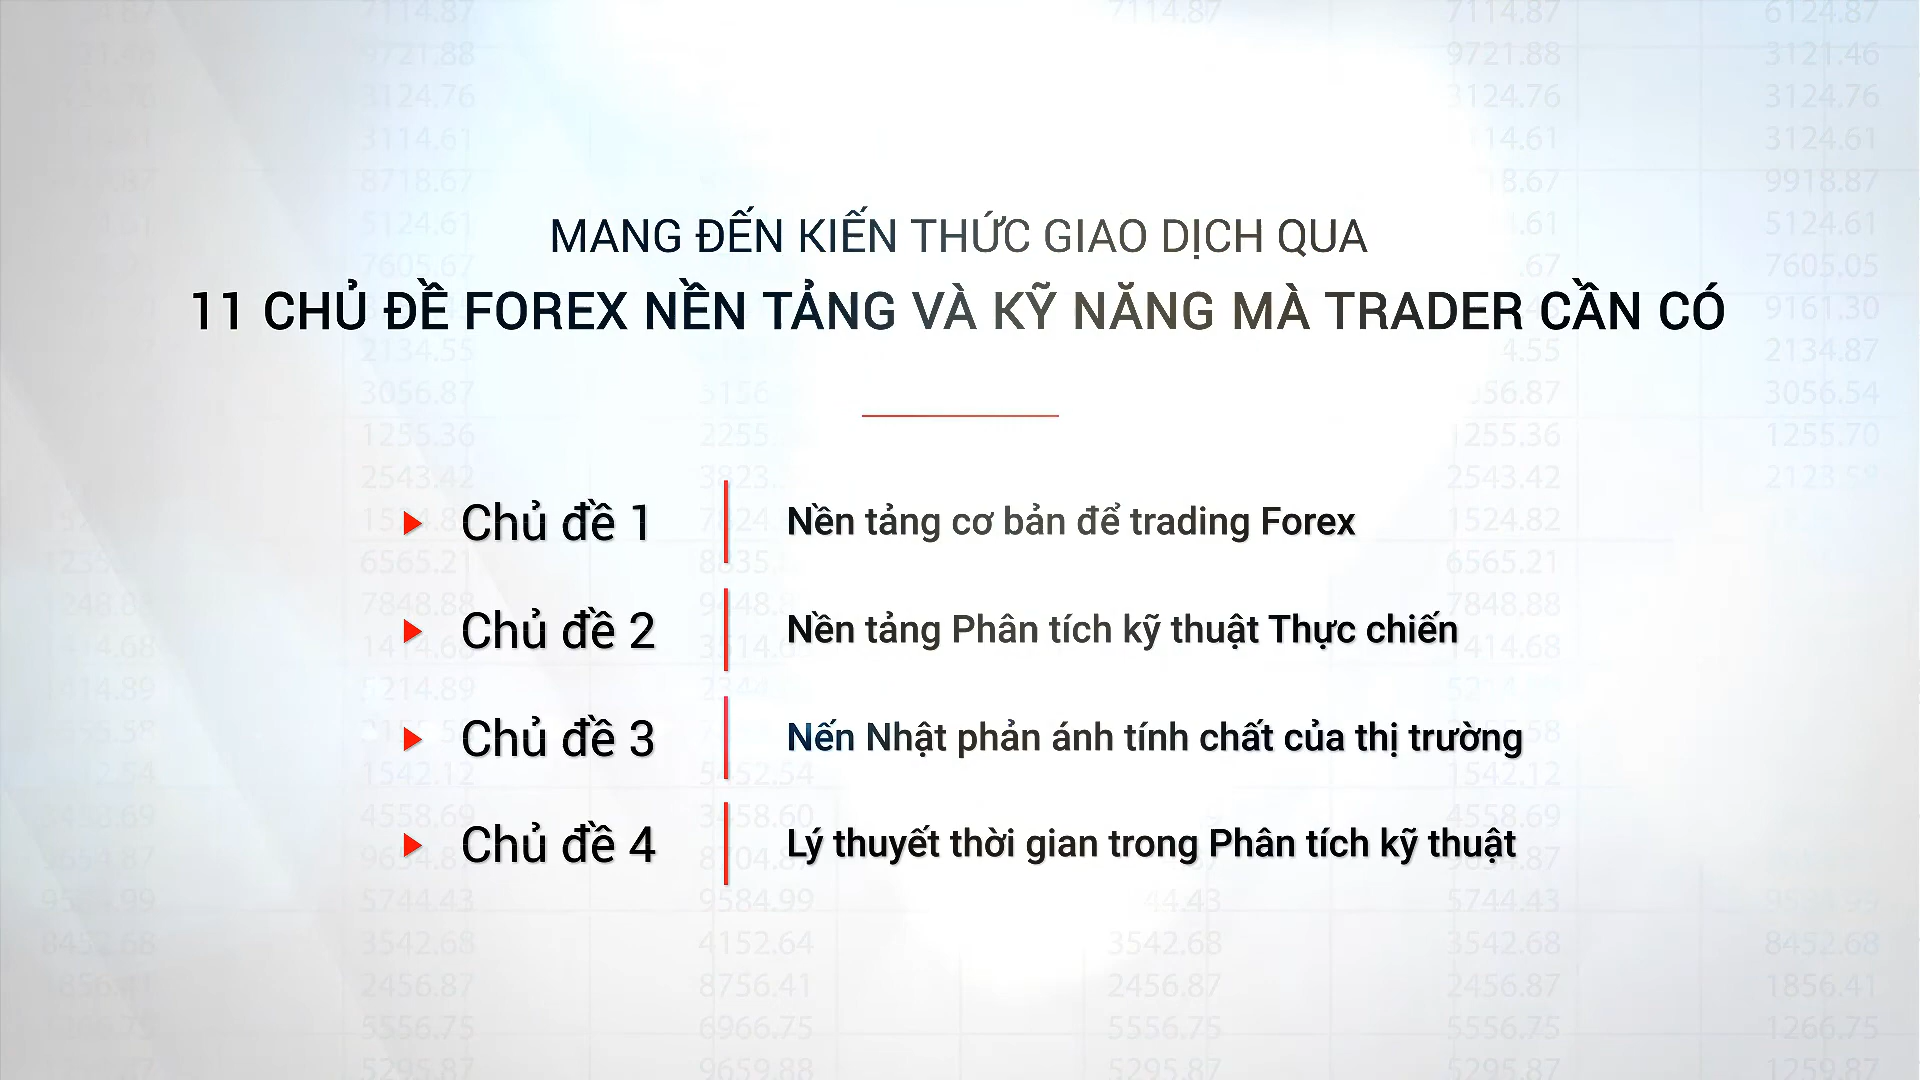 MANG ĐẾN KIẾN THỨC GIAO DỊCH QUA
11 CHỦ ĐỀ FOREX NỀN TẢNG VÀ KỸ NĂNG MÀ TRADER CẦN CÓ
Chủ đề 1 Nền tảng cơ bản để trading Forex
Chủ đề 2 Nền tảng Phân tích kỹ thuật Thực chiến
Chủ đề 3 Nến Nhật phản ánh tính chất của thị trường
Chủ đề 4 Lý thuyết thời gian trong Phân tích kỹ thuật